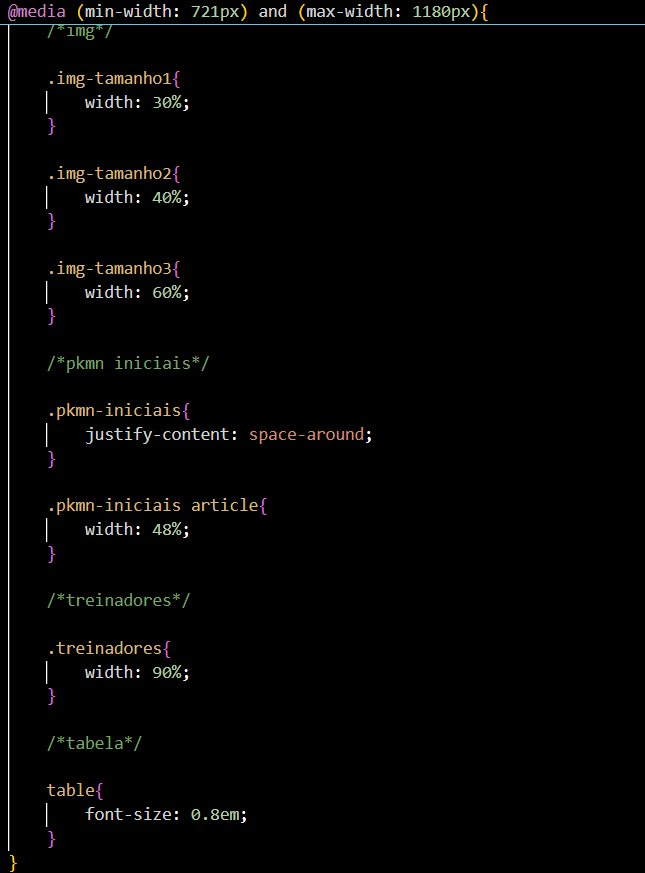 @media (min-width: 721px) and (max-width: 1180px){
/*img*/
.img-tamanho1{
width: 30%;
}
.img-tamanho2{
width: 40%;
}
.img-tamanho3{
width: 60%;
}
/*pkmn iniciais*/
.pkmn-iniciais{
justify-content: space-around;
}
.pkmn-iniciais article{
width: 48%;
}
/*treinadores*/
.treinadores{
width: 90%;
}
/*tabela*/
table{
font-size: 0.8em;
}
}